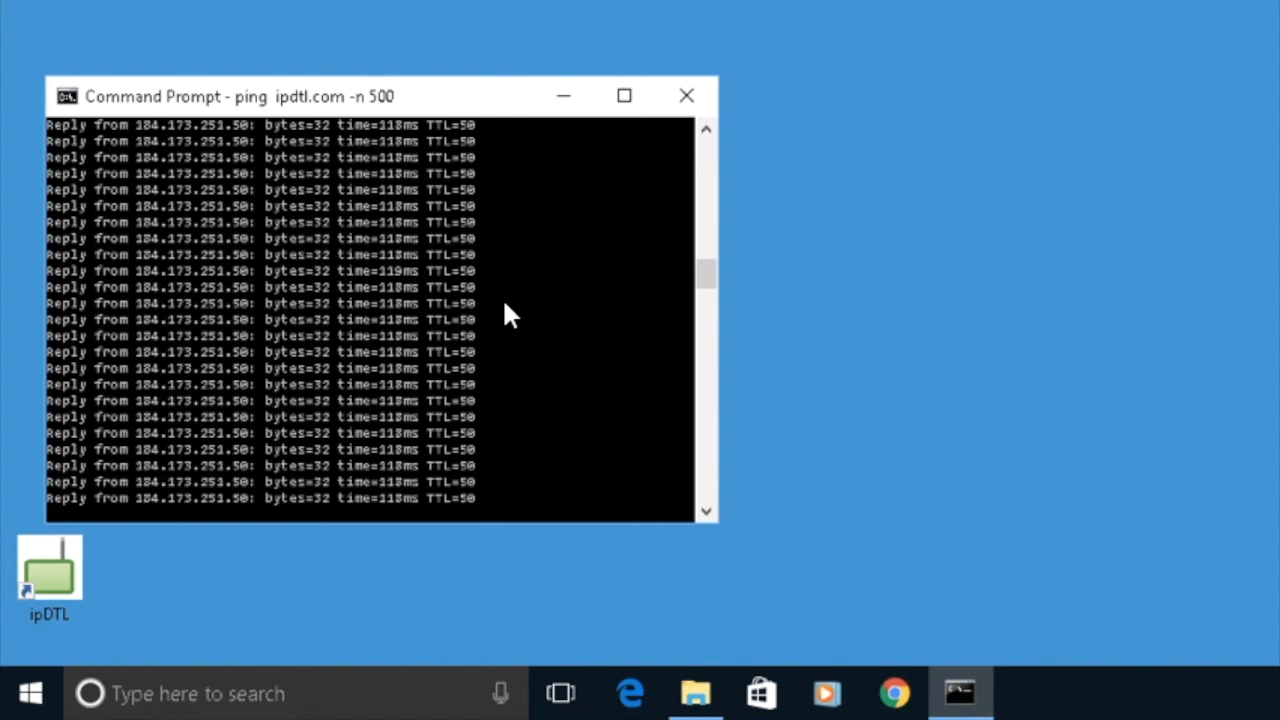 Command Prompt - ping  ipdtl.com -n 500
Reply from 184.173.251.50: bytes=32 time=118ms TTL=50
Reply from 184.173.251.50: bytes=32 time=118ms TTL=50
Reply from 184.173.251.50: bytes=32 time=118ms TTL=50
Reply from 184.173.251.50: bytes=32 time=118ms TTL=50
Reply from 184.173.251.50: bytes=32 time=118ms TTL=50
Reply from 184.173.251.50: bytes=32 time=118ms TTL=50
Reply from 184.173.251.50: bytes=32 time=118ms TTL=50
Reply from 184.173.251.50: bytes=32 time=118ms TTL=50
Reply from 184.173.251.50: bytes=32 time=118ms TTL=50
Reply from 184.173.251.50: bytes=32 time=119ms TTL=50
Reply from 184.173.251.50: bytes=32 time=118ms TTL=50
Reply from 184.173.251.50: bytes=32 time=118ms TTL=50
Reply from 184.173.251.50: bytes=32 time=118ms TTL=50
Reply from 184.173.251.50: bytes=32 time=118ms TTL=50
Reply from 184.173.251.50: bytes=32 time=118ms TTL=50
Reply from 184.173.251.50: bytes=32 time=118ms TTL=50
Reply from 184.173.251.50: bytes=32 time=118ms TTL=50
Reply from 184.173.251.50: bytes=32 time=118ms TTL=50
Reply from 184.173.251.50: bytes=32 time=118ms TTL=50
Reply from 184.173.251.50: bytes=32 time=118ms TTL=50
Reply from 184.173.251.50: bytes=32 time=118ms TTL=50
Reply from 184.173.251.50: bytes=32 time=118ms TTL=50
Reply from 184.173.251.50: bytes=32 time=118ms TTL=50
Reply from 184.173.251.50: bytes=32 time=118ms TTL=50
ipDTL
Type here to search